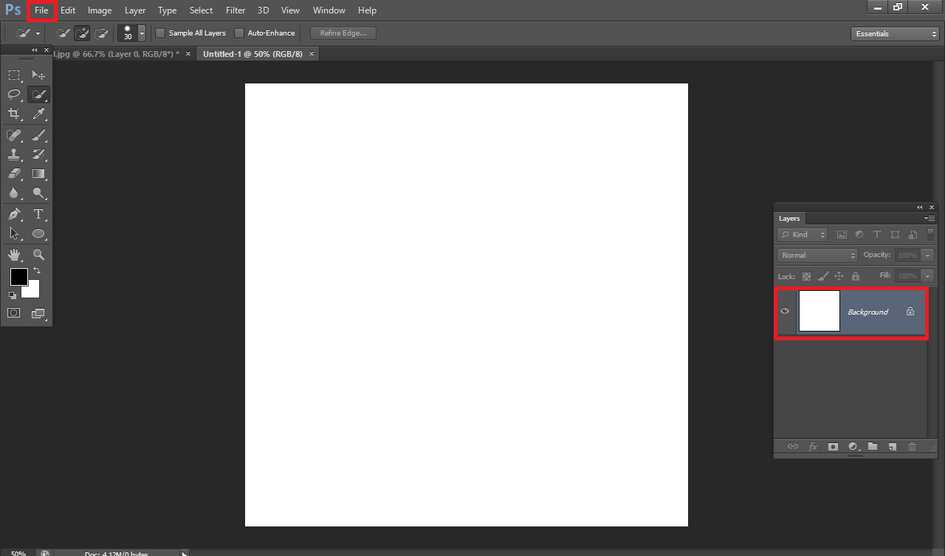 Ps File Edit Image Layer Type Select Filter 3D View Window Help
30 Sample All Layers Auto-Enhance Refine Edge... Essentials
l.jpg @ 66.7% (Layer 0, RGB/8*) * × Untitled-1 @ 50% (RGB/8) ×
Layers
Kind
Normal Opacity: 100%
Lock: Fill: 100%
Background
50% Doc: 4.12M/0 bytes